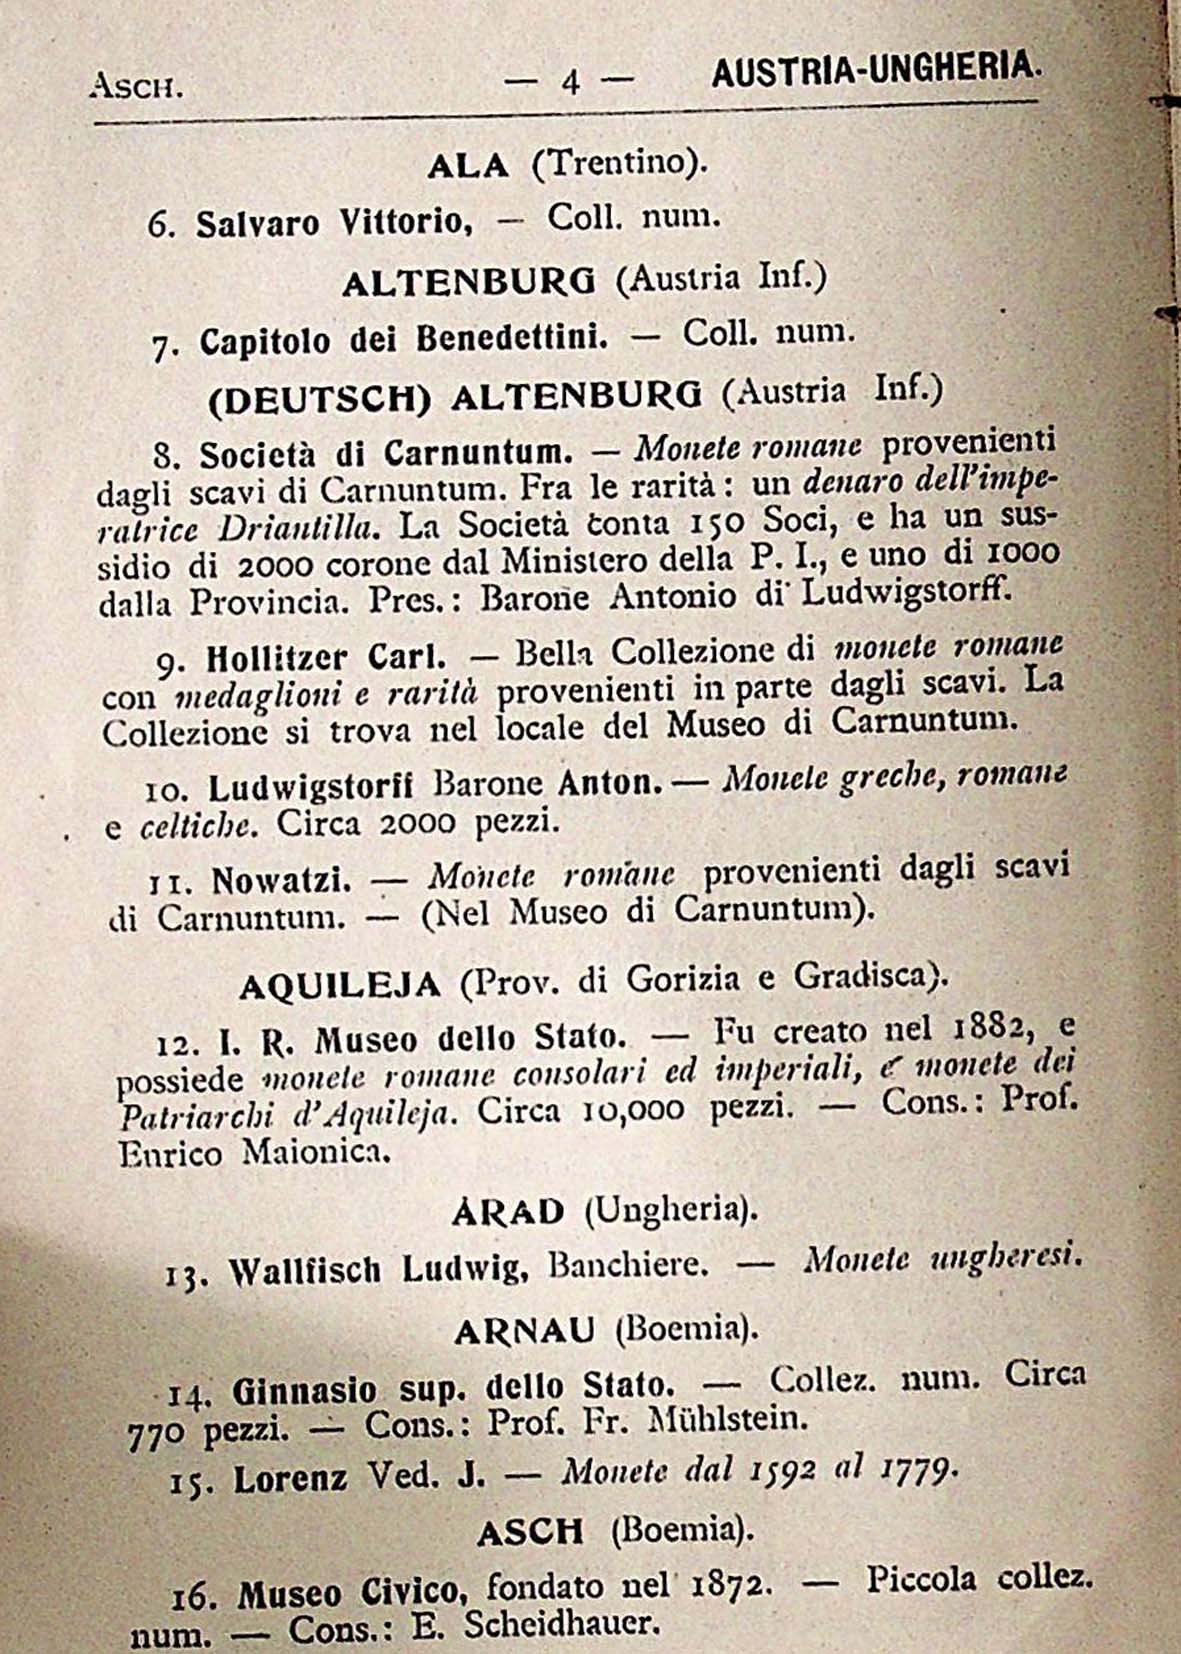 ASCH. — 4 — AUSTRIA-UNGHERIA.
ALA (Trentino).
6. Salvaro Vittorio, — Coll. num.
ALTENBURG (Austria Inf.)
7. Capitolo dei Benedettini. — Coll. num.
(DEUTSCH) ALTENBURG (Austria Inf.)
8. Società di Carnuntum. — Monete romane provenienti
dagli scavi di Carnuntum. Fra le rarità : un denaro dell'impe-
ratrice Driantilla. La Società conta 150 Soci, e ha un sus-
sidio di 2000 corone dal Ministero della P. I., e uno di 1000
dalla Provincia. Pres. : Barone Antonio di Ludwigstorff.
9. Hollitzer Carl. — Bella Collezione di monete romane
con medaglioni e rarità provenienti in parte dagli scavi. La
Collezione si trova nel locale del Museo di Carnuntum.
10. Ludwigstorff Barone Anton. — Monete greche, romane
e celtiche. Circa 2000 pezzi.
11. Nowatzi. — Monete romane provenienti dagli scavi
di Carnuntum. — (Nel Museo di Carnuntum).
AQUILEJA (Prov. di Gorizia e Gradisca).
12. I. R. Museo dello Stato. — Fu creato nel 1882, e
possiede monete romane consolari ed imperiali, e monete dei
Patriarchi d'Aquileja. Circa 10,000 pezzi. — Cons. : Prof.
Enrico Maionica.
ARAD (Ungheria).
13. Wallfisch Ludwig, Banchiere. — Monete ungheresi.
ARNAU (Boemia).
14. Ginnasio sup. dello Stato. — Collez. num. Circa
770 pezzi. — Cons. : Prof. Fr. Mühlstein.
15. Lorenz Ved. J. — Monete dal 1592 al 1779.
ASCH (Boemia).
16. Museo Civico, fondato nel 1872. — Piccola collez.
num. — Cons. : E. Scheidhauer.